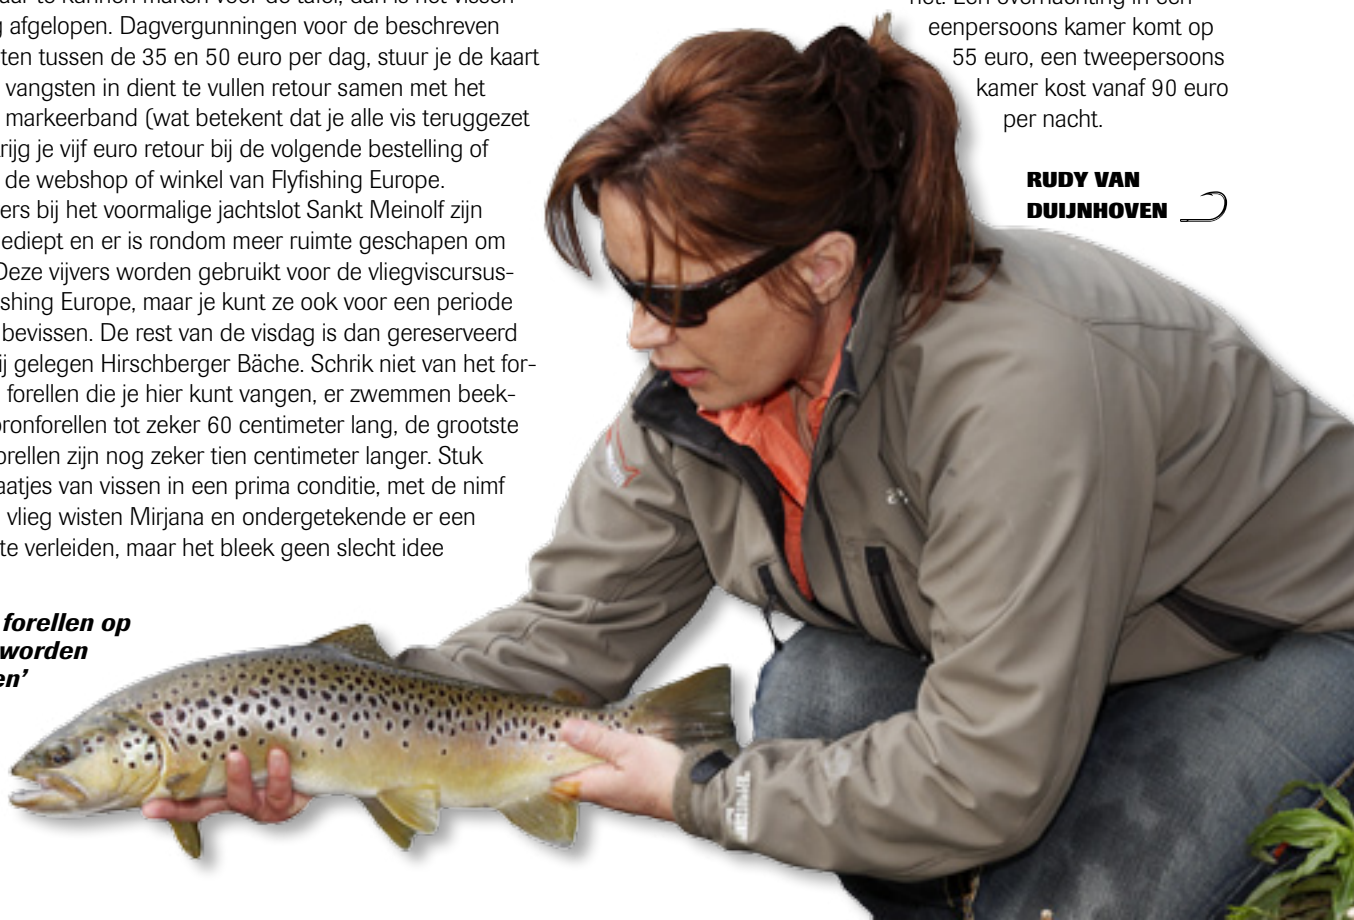 afgelopen. Dagvergunningen voor de beschreven
ten tussen de 35 en 50 euro per dag, stuur je de kaart
vangsten in dient te vullen retour samen met het
markeerband (wat betekent dat je alle vis teruggezet
rijg je vijf euro retour bij de volgende bestelling of
de webshop of winkel van Flyfishing Europe.
ers bij het voormalige jachtslot Sankt Meinolf zijn
ediept en er is rondom meer ruimte geschapen om
Deze vijvers worden gebruikt voor de vliegviscursus-
shing Europe, maar je kunt ze ook voor een periode
bevissen. De rest van de visdag is dan gereserveerd
ij gelegen Hirschberger Bäche. Schrik niet van het for-
forellen die je hier kunt vangen, er zwemmen beek-
bronforellen tot zeker 60 centimeter lang, de grootste
orellen zijn nog zeker tien centimeter langer. Stuk
aatjes van vissen in een prima conditie, met de nimf
vlieg wisten Mirjana en ondergetekende er een
te verleiden, maar het bleek geen slecht idee
forellen op
worden
en’
eenpersoons kamer komt op
55 euro, een tweepersoons
kamer kost vanaf 90 euro
per nacht.
RUDY VAN
DUIJNHOVEN